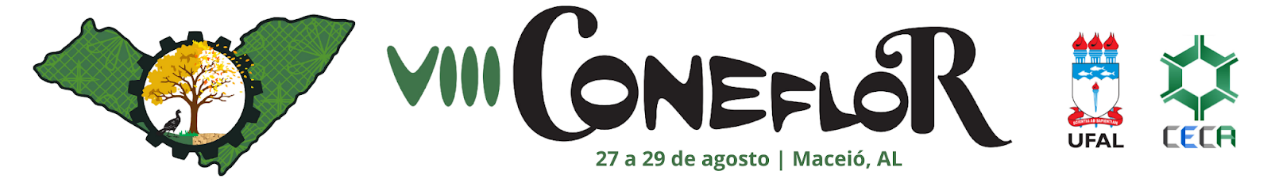 VIII CONEFLOR
27 a 29 de agosto | Maceió, AL
UFAL
CECA